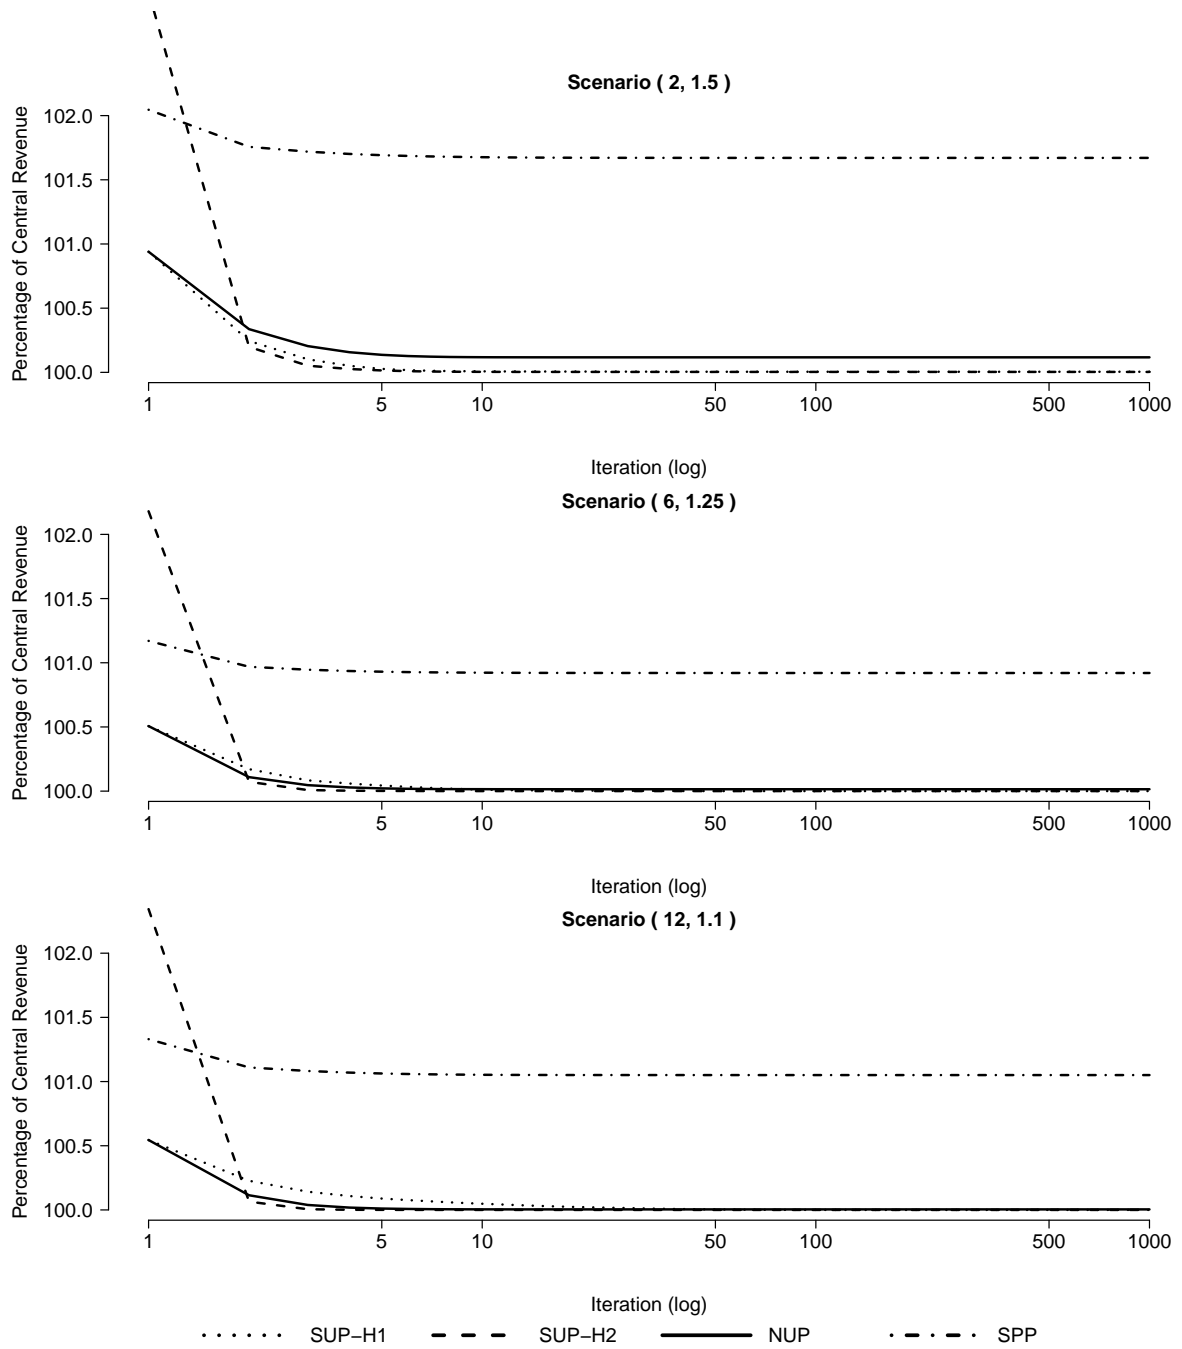 Scenario ( 2, 1.5 )
Percentage of Central Revenue
102.0
101.5
101.0
100.5
100.0
1 5 10 50 100 500 1000
Iteration (log)
Scenario ( 6, 1.25 )
Percentage of Central Revenue
102.0
101.5
101.0
100.5
100.0
1 5 10 50 100 500 1000
Iteration (log)
Scenario ( 12, 1.1 )
Percentage of Central Revenue
102.0
101.5
101.0
100.5
100.0
1 5 10 50 100 500 1000
Iteration (log)
SUP−H1 SUP−H2 NUP SPP